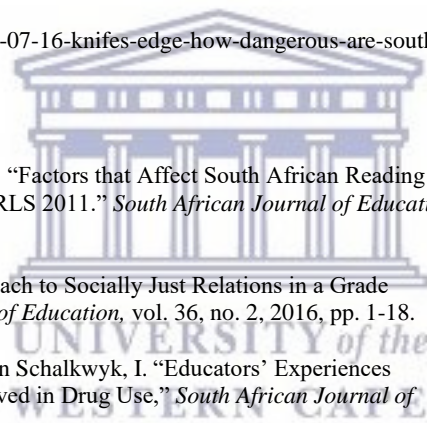 -07-16-knifes-edge-how-dangerous-are-south
“Factors that Affect South African Reading
RLS 2011.” South African Journal of Educati
ach to Socially Just Relations in a Grade
of Education, vol. 36, no. 2, 2016, pp. 1-18.
UNIVERSITY of the
n Schalkwyk, I. “Educators’ Experiences
ved in Drug Use,” South African Journal of
WESTERN CAPE